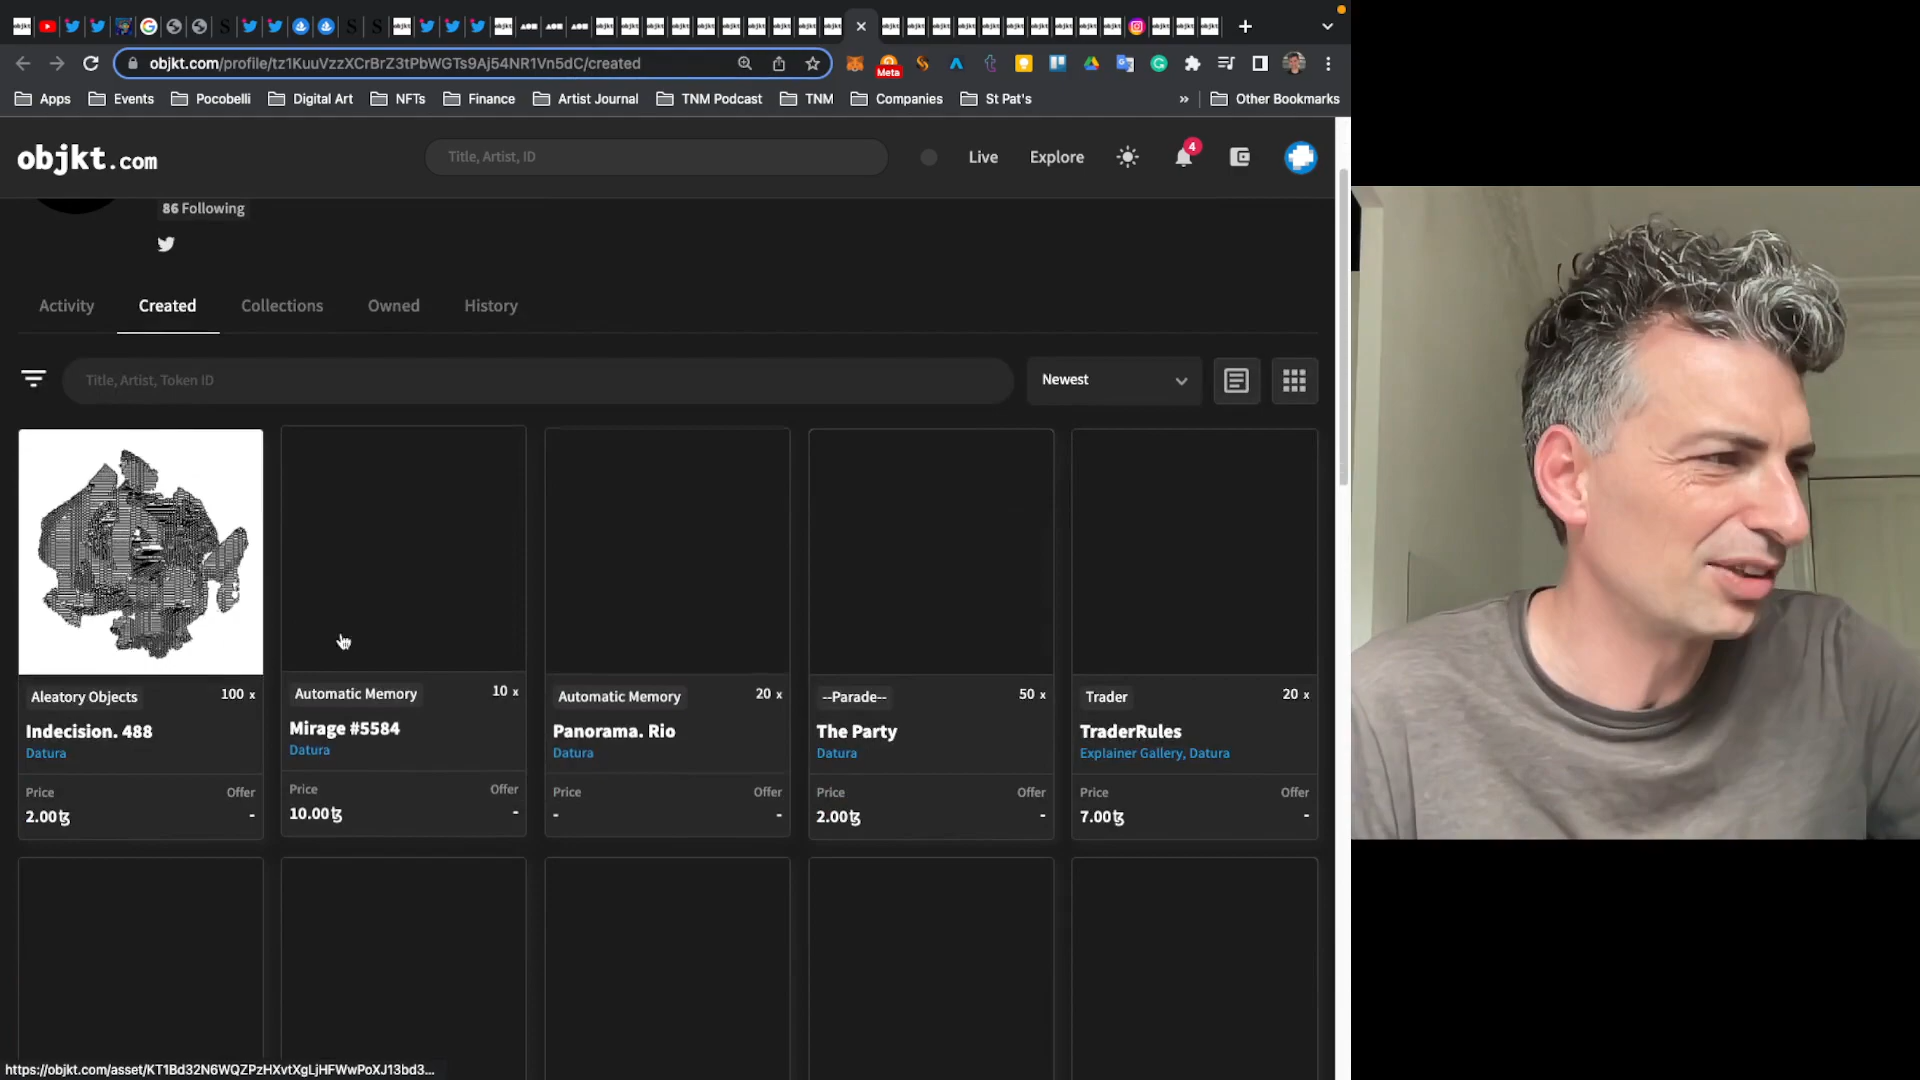 objkt.com/profile/tz1KuuVzzXCrBrZ3tPbWGTs9Aj54NR1Vn5dC/created
Meta
Apps
Events
Pocobelli
Digital Art
NFTs
Finance
Artist Journal
TNM Podcast
TNM
Companies
St Pat's
»
Other Bookmarks
objkt.com
Title, Artist, ID
Live
Explore
4
86 Following
Activity
Created
Collections
Owned
History
Title, Artist, Token ID
Newest
Aleatory Objects
100 x
Indecision. 488
Datura
Price
Offer
2.00ꜩ
-
Automatic Memory
10 x
Mirage #5584
Datura
Price
Offer
10.00ꜩ
-
Automatic Memory
20 x
Panorama. Rio
Datura
Price
Offer
-
-
--Parade--
50 x
The Party
Datura
Price
Offer
2.00ꜩ
-
Trader
20 x
TraderRules
Explainer Gallery, Datura
Price
Offer
7.00ꜩ
-
https://objkt.com/asset/KT1Bd32N6WQZPzHXvtXgLjHFWwPoXJ13bd3...